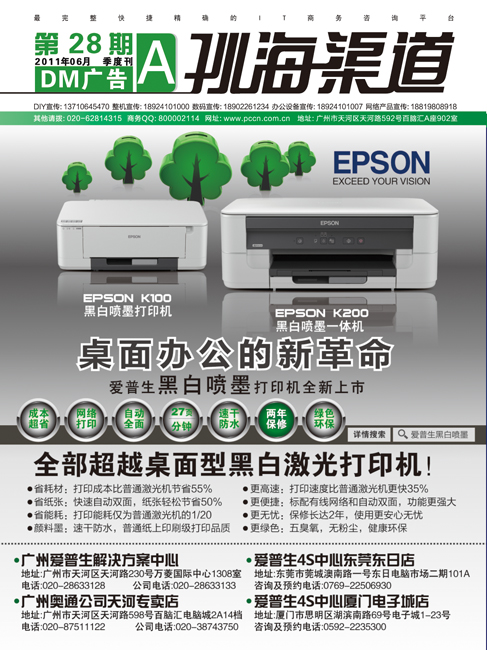 最完整快捷精确的IT商务咨询平台
第28期
2011年06月 季度刊
DM广告
A
孙海渠道
DIY宣传: 13710645470 整机宣传: 18924101000 数码宣传: 18902261234 办公设备宣传: 18924101007 网络产品宣传: 18819808918
其他请拨: 020-62814315 商务QQ: 800002114 网址: www.pccn.com.cn 地址: 广州市天河区天河路592号百脑汇A座902室
EPSON
EXCEED YOUR VISION
EPSON
EPSON
EPSON K100
黑白喷墨打印机
EPSON K200
黑白喷墨一体机
桌面办公的新革命
爱普生黑白喷墨打印机全新上市
成本超省
网络打印
自动全面
27页分钟
速干防水
两年保修
绿色环保
详情搜索
爱普生黑白喷墨
全部超越桌面型黑白激光打印机!
●省耗材: 打印成本比普通激光机节省55%
●省纸张: 快速自动双面, 纸张轻松节省50%
●省能耗: 打印能耗仅为普通激光机的1/20
●颜料墨: 速干防水, 普通纸上印刷级打印品质
●更高速: 打印速度比普通激光机更快35%
●更便捷: 标配有线网络和自动双面, 功能更强大
●更无忧: 保修长达2年, 使用更安心无忧
●更绿色: 五臭氧, 无粉尘, 健康环保
●广州爱普生解决方案中心
地址:广州市天河区天河路230号万菱国际中心1308室
电话:020-28633128 公司电话:020-28633133
●广州奥通公司天河专卖店
地址:广州市天河区天河路598号百脑汇电脑城2A14档
电话:020-87511122 公司电话:020-38743750
●爱普生4S中心东莞东日店
地址:东莞市莞城澳南路一号东日电脑市场二期101A
咨询及预约电话:0769-22506930
●爱普生4S中心厦门电子城店
地址:厦门市思明区湖滨南路69号电子城1-23号
咨询及预约电话:0592-2235300